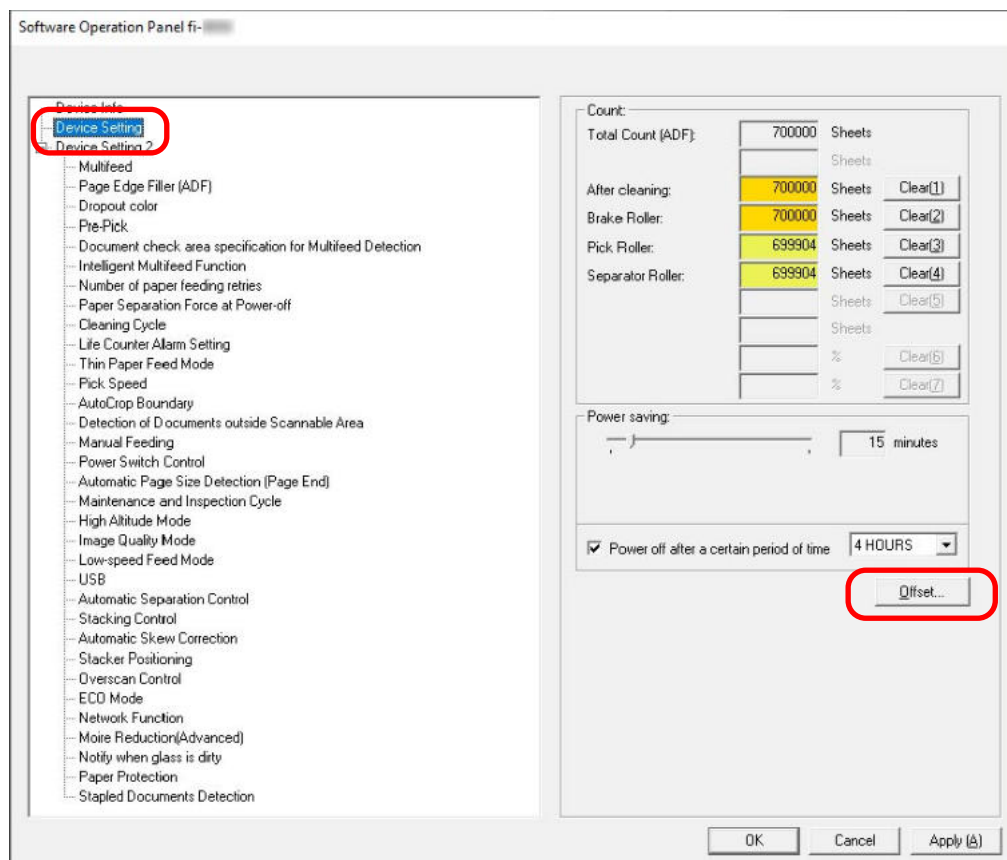 Software Operation Panel fi-
Device Info
Device Setting
Device Setting 2
Multifeed
Page Edge Filler (ADF)
Dropout color
Pre-Pick
Document check area specification for Multifeed Detection
Intelligent Multifeed Function
Number of paper feeding retries
Paper Separation Force at Power-off
Cleaning Cycle
Life Counter Alarm Setting
Thin Paper Feed Mode
Pick Speed
AutoCrop Boundary
Detection of Documents outside Scannable Area
Manual Feeding
Power Switch Control
Automatic Page Size Detection (Page End)
Maintenance and Inspection Cycle
High Altitude Mode
Image Quality Mode
Low-speed Feed Mode
USB
Automatic Separation Control
Stacking Control
Automatic Skew Correction
Stacker Positioning
Overscan Control
ECO Mode
Network Function
Moire Reduction(Advanced)
Notify when glass is dirty
Paper Protection
Stapled Documents Detection
Count:
Total Count (ADF): 700000 Sheets
Sheets
After cleaning: 700000 Sheets Clear(1)
Brake Roller: 700000 Sheets Clear(2)
Pick Roller: 699904 Sheets Clear(3)
Separator Roller: 699904 Sheets Clear(4)
Sheets Clear(5)
Sheets
% Clear(6)
% Clear(7)
Power saving:
15 minutes
Power off after a certain period of time 4 HOURS
Offset...
OK Cancel Apply (A)